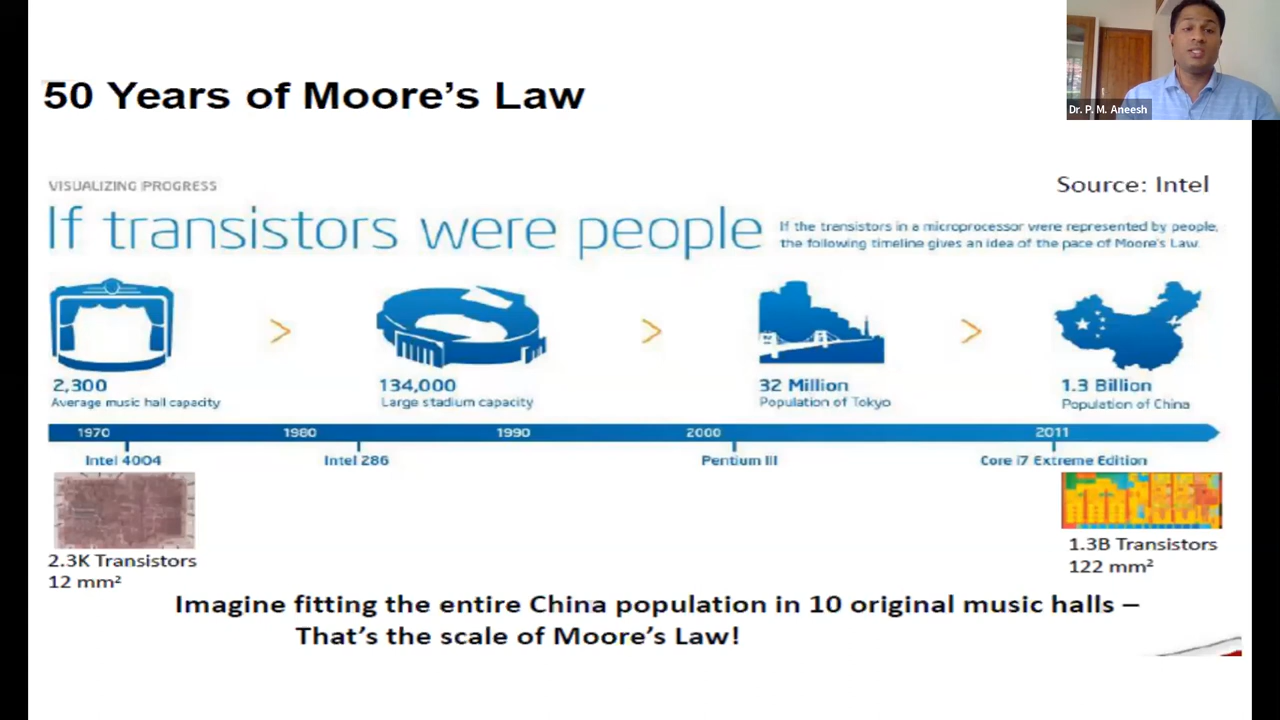 Dr. P. M. Aneesh
50 Years of Moore's Law
VISUALIZING PROGRESS
Source: Intel
If transistors were people
If the transistors in a microprocessor were represented by people,
the following timeline gives an idea of the pace of Moore's Law.
>
>
>
2,300
Average music hall capacity
134,000
Large stadium capacity
32 Million
Population of Tokyo
1.3 Billion
Population of China
1970 1980 1990 2000 2011
Intel 4004 Intel 286 Pentium III Core i7 Extreme Edition
2.3K Transistors
12 mm²
1.3B Transistors
122 mm²
Imagine fitting the entire China population in 10 original music halls –
That's the scale of Moore's Law!